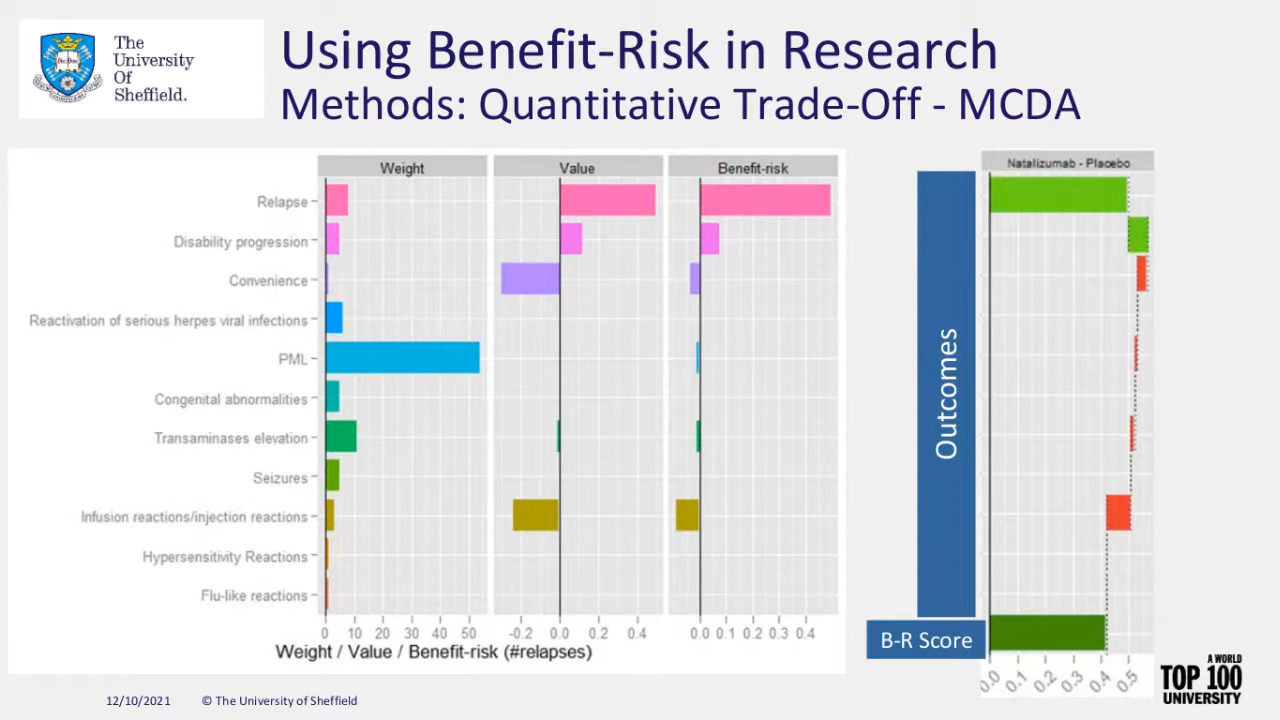 The
University
Of
Sheffield.
Using Benefit-Risk in Research
Methods: Quantitative Trade-Off - MCDA
Weight Value Benefit-risk
Relapse
Disability progression
Convenience
Reactivation of serious herpes viral infections
PML
Congenital abnormalities
Transaminases elevation
Seizures
Infusion reactions/injection reactions
Hypersensitivity Reactions
Flu-like reactions
0 10 20 30 40 50 -0.2 0.0 0.2 0.4 0.0 0.1 0.2 0.3 0.4
Weight / Value / Benefit-risk (#relapses)
Natalizumab - Placebo
Outcomes
B-R Score
0.0 0.1 0.2 0.3 0.4 0.5
12/10/2021 © The University of Sheffield
A WORLD
TOP 100
UNIVERSITY